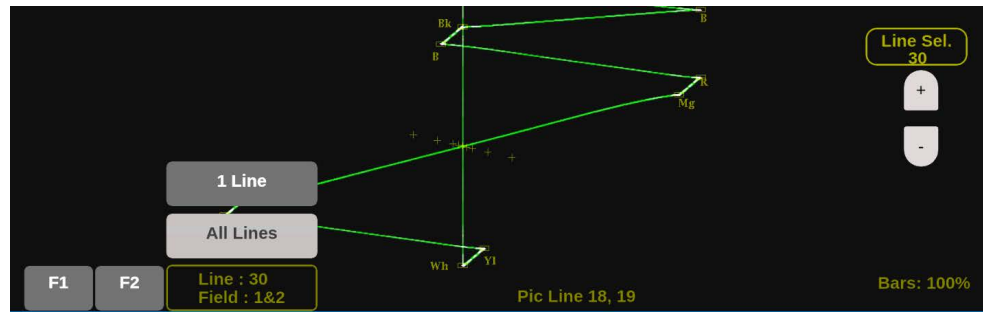 B
Bk
B
Line Sel.
30
+
R
Mg
-
1 Line
All Lines
Wh
Yl
F1
F2
Line : 30
Field : 1&2
Pic Line 18, 19
Bars: 100%